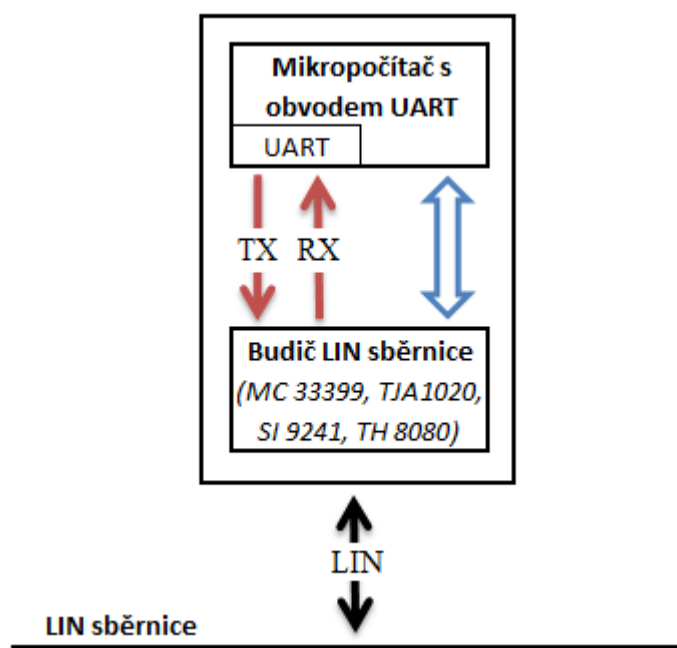 Mikropočítač s
obvodem UART
UART
TX RX
Budič LIN sběrnice
(MC 33399, TJA1020,
SI 9241, TH 8080)
LIN
LIN sběrnice